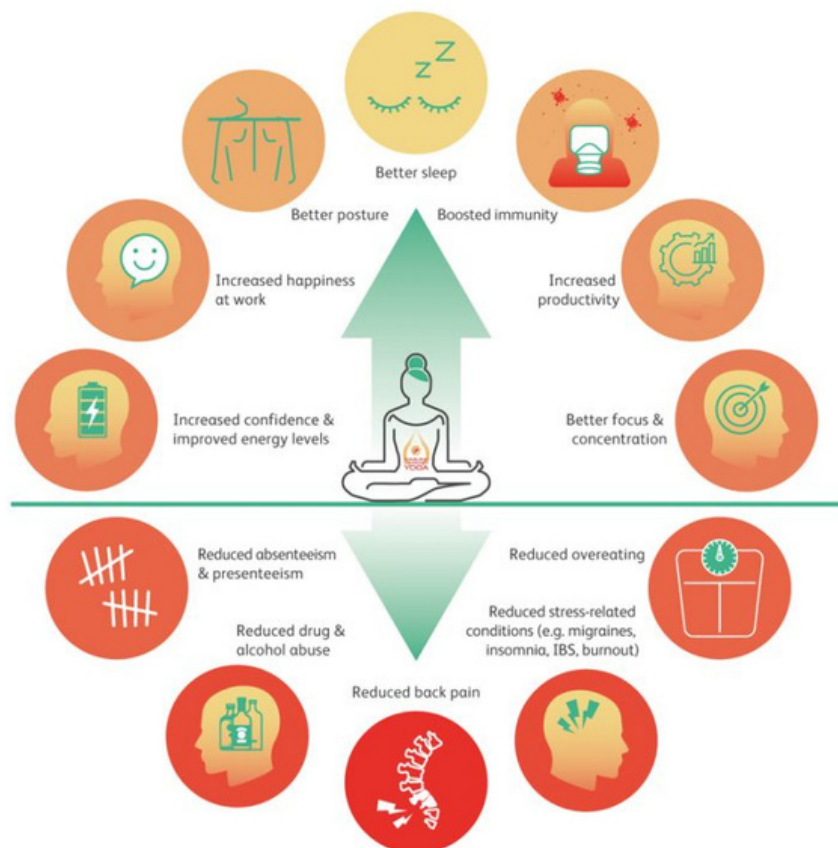 Z
Z
Better sleep
Better posture
Boosted immunity
Increased happiness
at work
Increased
productivity
Increased confidence &
improved energy levels
Better focus &
concentration
YOGA
Reduced absenteeism
& presenteeism
Reduced overeating
Reduced stress-related
conditions (e.g. migraines,
insomnia, IBS, burnout)
Reduced drug &
alcohol abuse
Reduced back pain